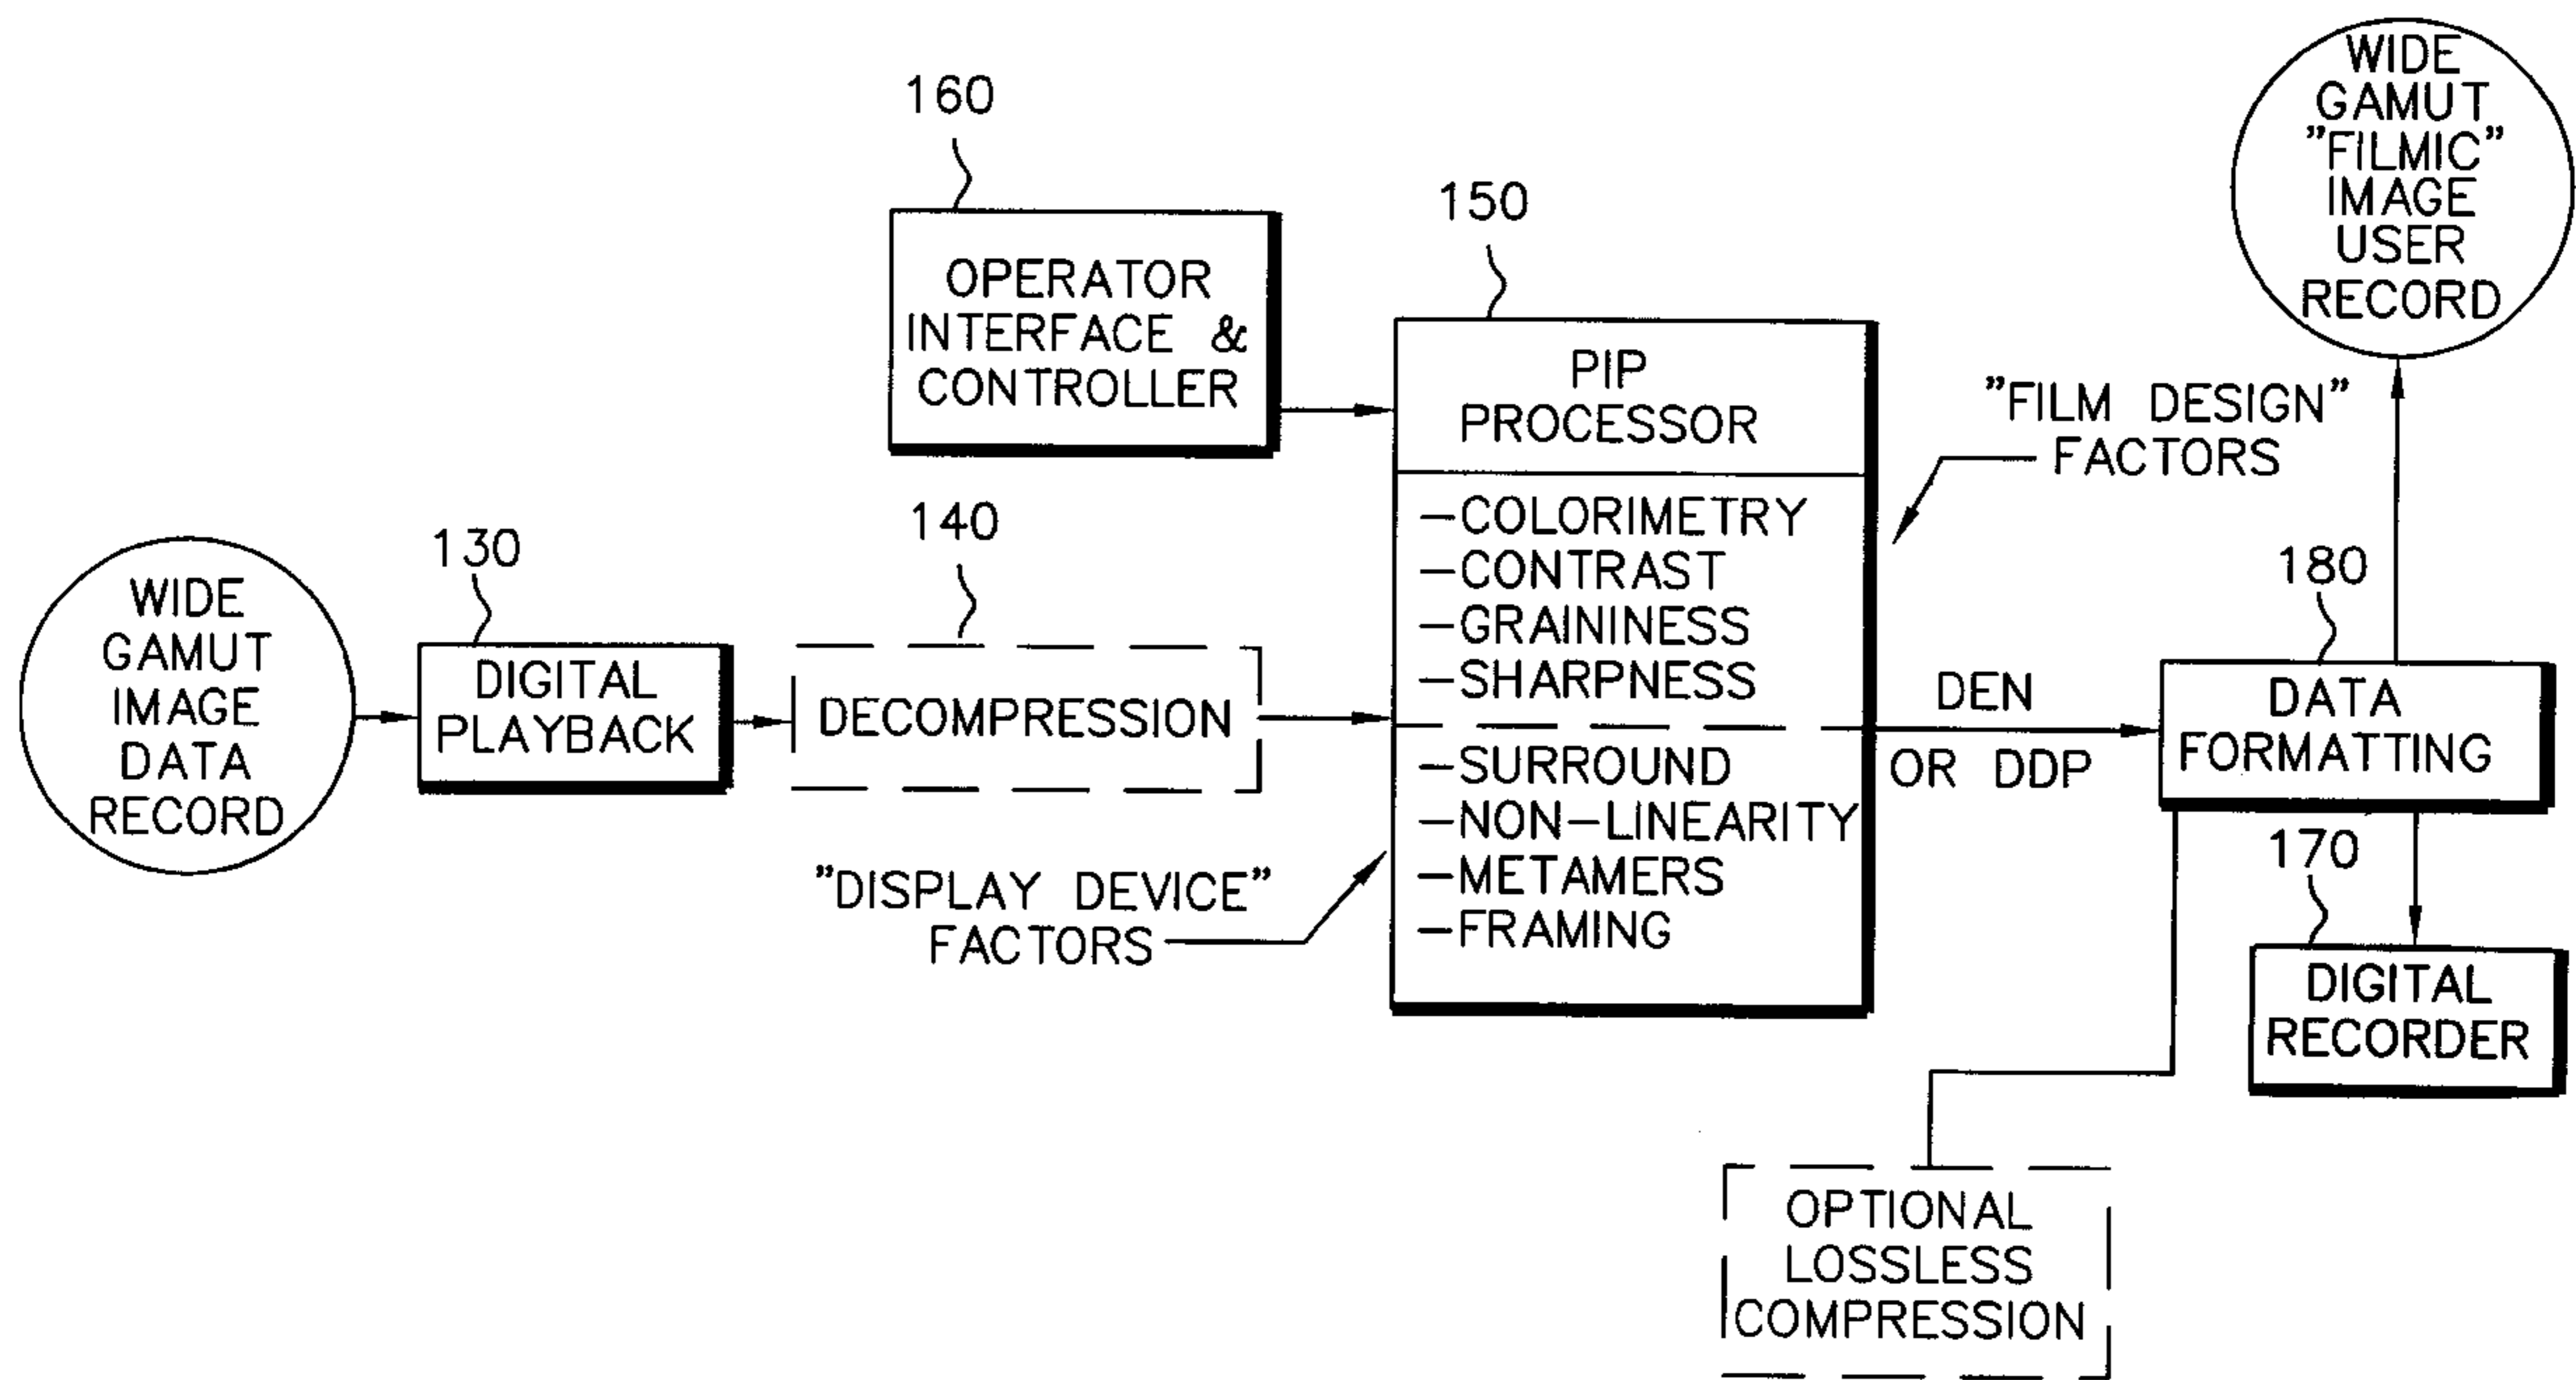 WIDE
GAMUT
"FILMIC"
IMAGE
USER
RECORD
160
OPERATOR
INTERFACE &
CONTROLLER
150
PIP
PROCESSOR
"FILM DESIGN"
FACTORS
—COLORIMETRY
—CONTRAST
—GRAININESS
—SHARPNESS
—SURROUND
—NON-LINEARITY
—METAMERS
—FRAMING
WIDE
GAMUT
IMAGE
DATA
RECORD
130
DIGITAL
PLAYBACK
140
DECOMPRESSION
"DISPLAY DEVICE"
FACTORS
DEN
OR DDP
180
DATA
FORMATTING
170
DIGITAL
RECORDER
OPTIONAL
LOSSLESS
COMPRESSION